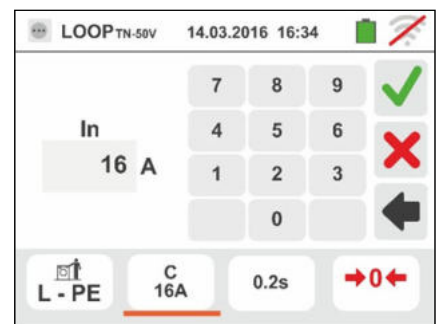 LOOP TN-50V 14.03.2016 16:34
7 8 9
In
4 5 6
16 A
1 2 3
0
L - PE
C
16A
0.2s
0